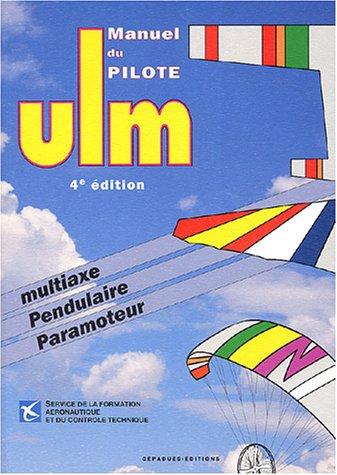 Manuel
du
PILOTE
ulm
4e édition
multiaxe
Pendulaire
Paramoteur
SERVICE DE LA FORMATION
AERONAUTIQUE
ET DU CONTROLE TECHNIQUE
N
CEPADUES-EDITIONS